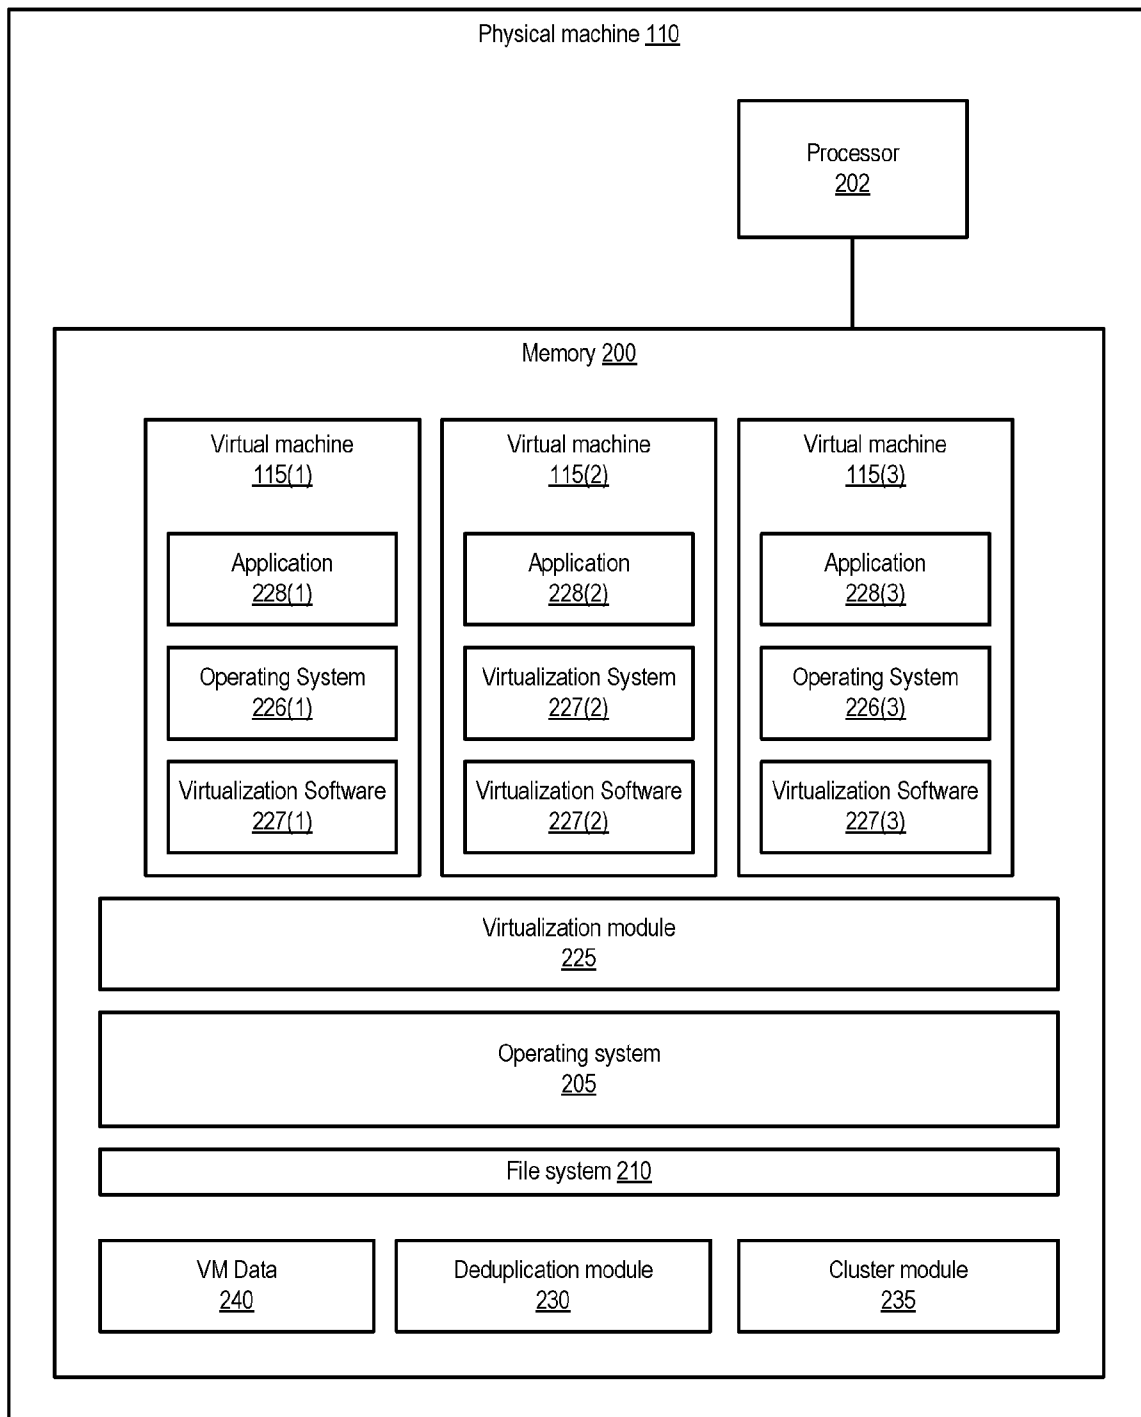 Physical machine 110
Processor
202
Memory 200
Virtual machine
115(1)
Application
228(1)
Operating System
226(1)
Virtualization Software
227(1)
Virtual machine
115(2)
Application
228(2)
Virtualization System
227(2)
Virtualization Software
227(2)
Virtual machine
115(3)
Application
228(3)
Operating System
226(3)
Virtualization Software
227(3)
Virtualization module
225
Operating system
205
File system 210
VM Data
240
Deduplication module
230
Cluster module
235